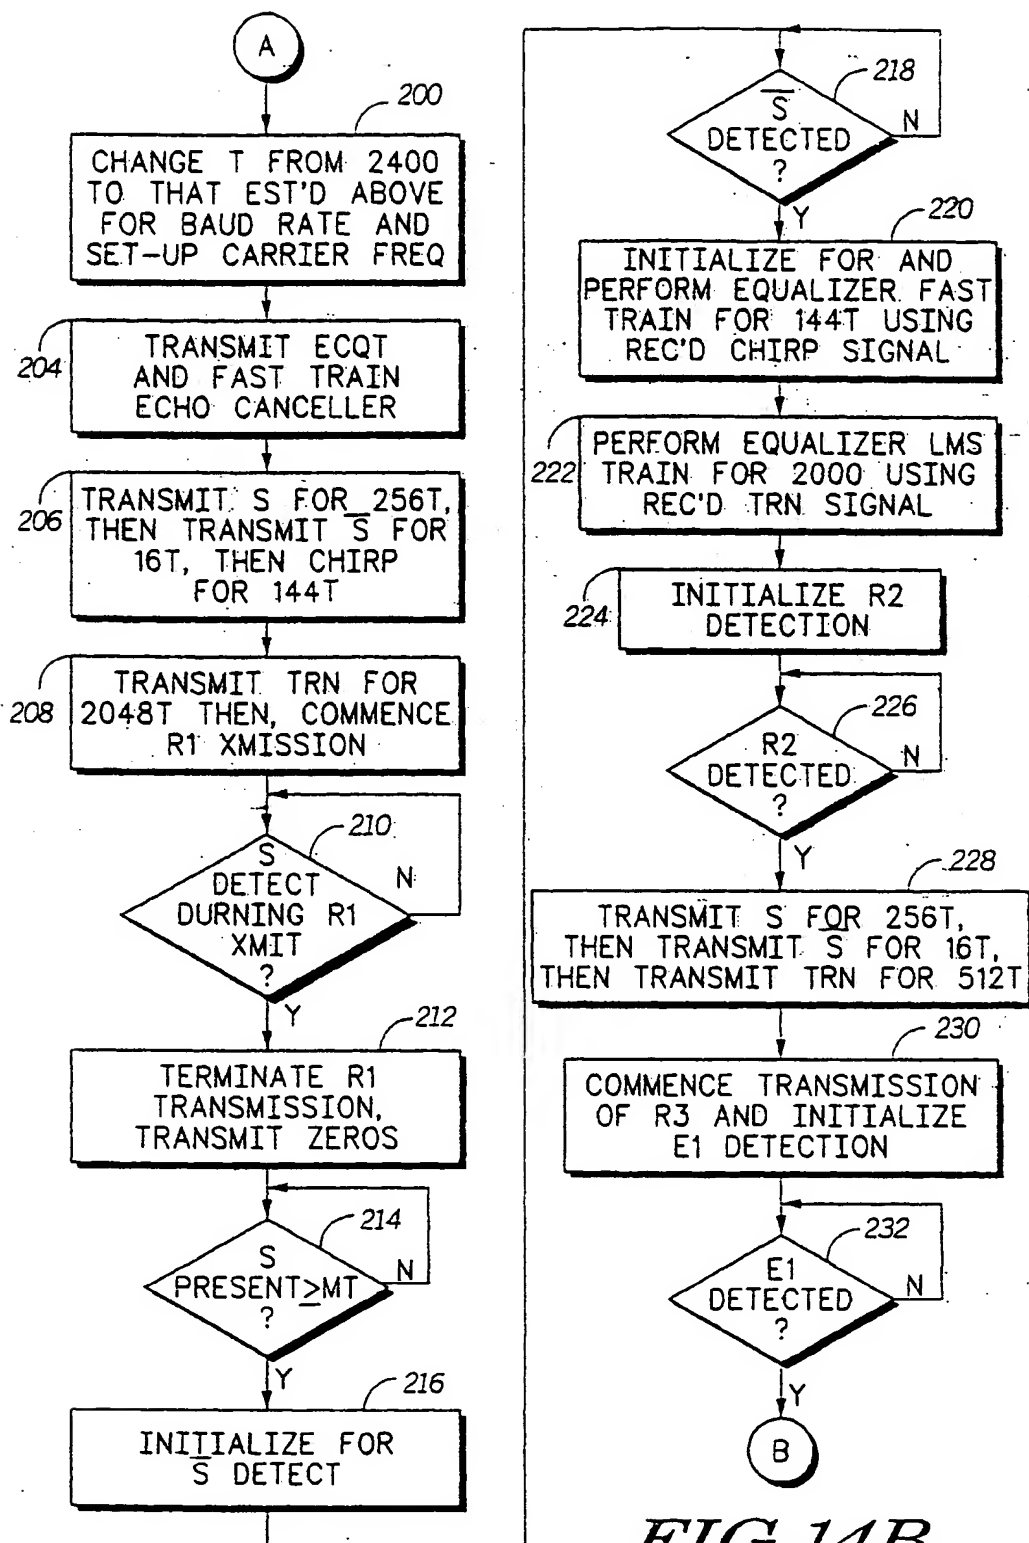 A
200
CHANGE T FROM 2400
TO THAT EST'D ABOVE
FOR BAUD RATE AND
SET-UP CARRIER FREQ
204
TRANSMIT ECQT
AND FAST TRAIN
ECHO CANCELLER
206
TRANSMIT S FOR 256T,
THEN TRANSMIT S̅ FOR
16T, THEN CHIRP
FOR 144T
208
TRANSMIT TRN FOR
2048T THEN, COMMENCE
R1 XMISSION
210
S
DETECT
DURNING R1
XMIT
?
N
Y
212
TERMINATE R1
TRANSMISSION,
TRANSMIT ZEROS
214
S
PRESENT≥MT
?
N
Y
216
INITIALIZE FOR
S̅ DETECT
218
S̅
DETECTED
?
N
Y
220
INITIALIZE FOR AND
PERFORM EQUALIZER FAST
TRAIN FOR 144T USING
REC'D CHIRP SIGNAL
222
PERFORM EQUALIZER LMS
TRAIN FOR 2000 USING
REC'D TRN SIGNAL
224
INITIALIZE R2
DETECTION
226
R2
DETECTED
?
N
Y
228
TRANSMIT S FOR 256T,
THEN TRANSMIT S̅ FOR 16T,
THEN TRANSMIT TRN FOR 512T
230
COMMENCE TRANSMISSION
OF R3 AND INITIALIZE
E1 DETECTION
232
E1
DETECTED
?
N
Y
B
FIG.14B